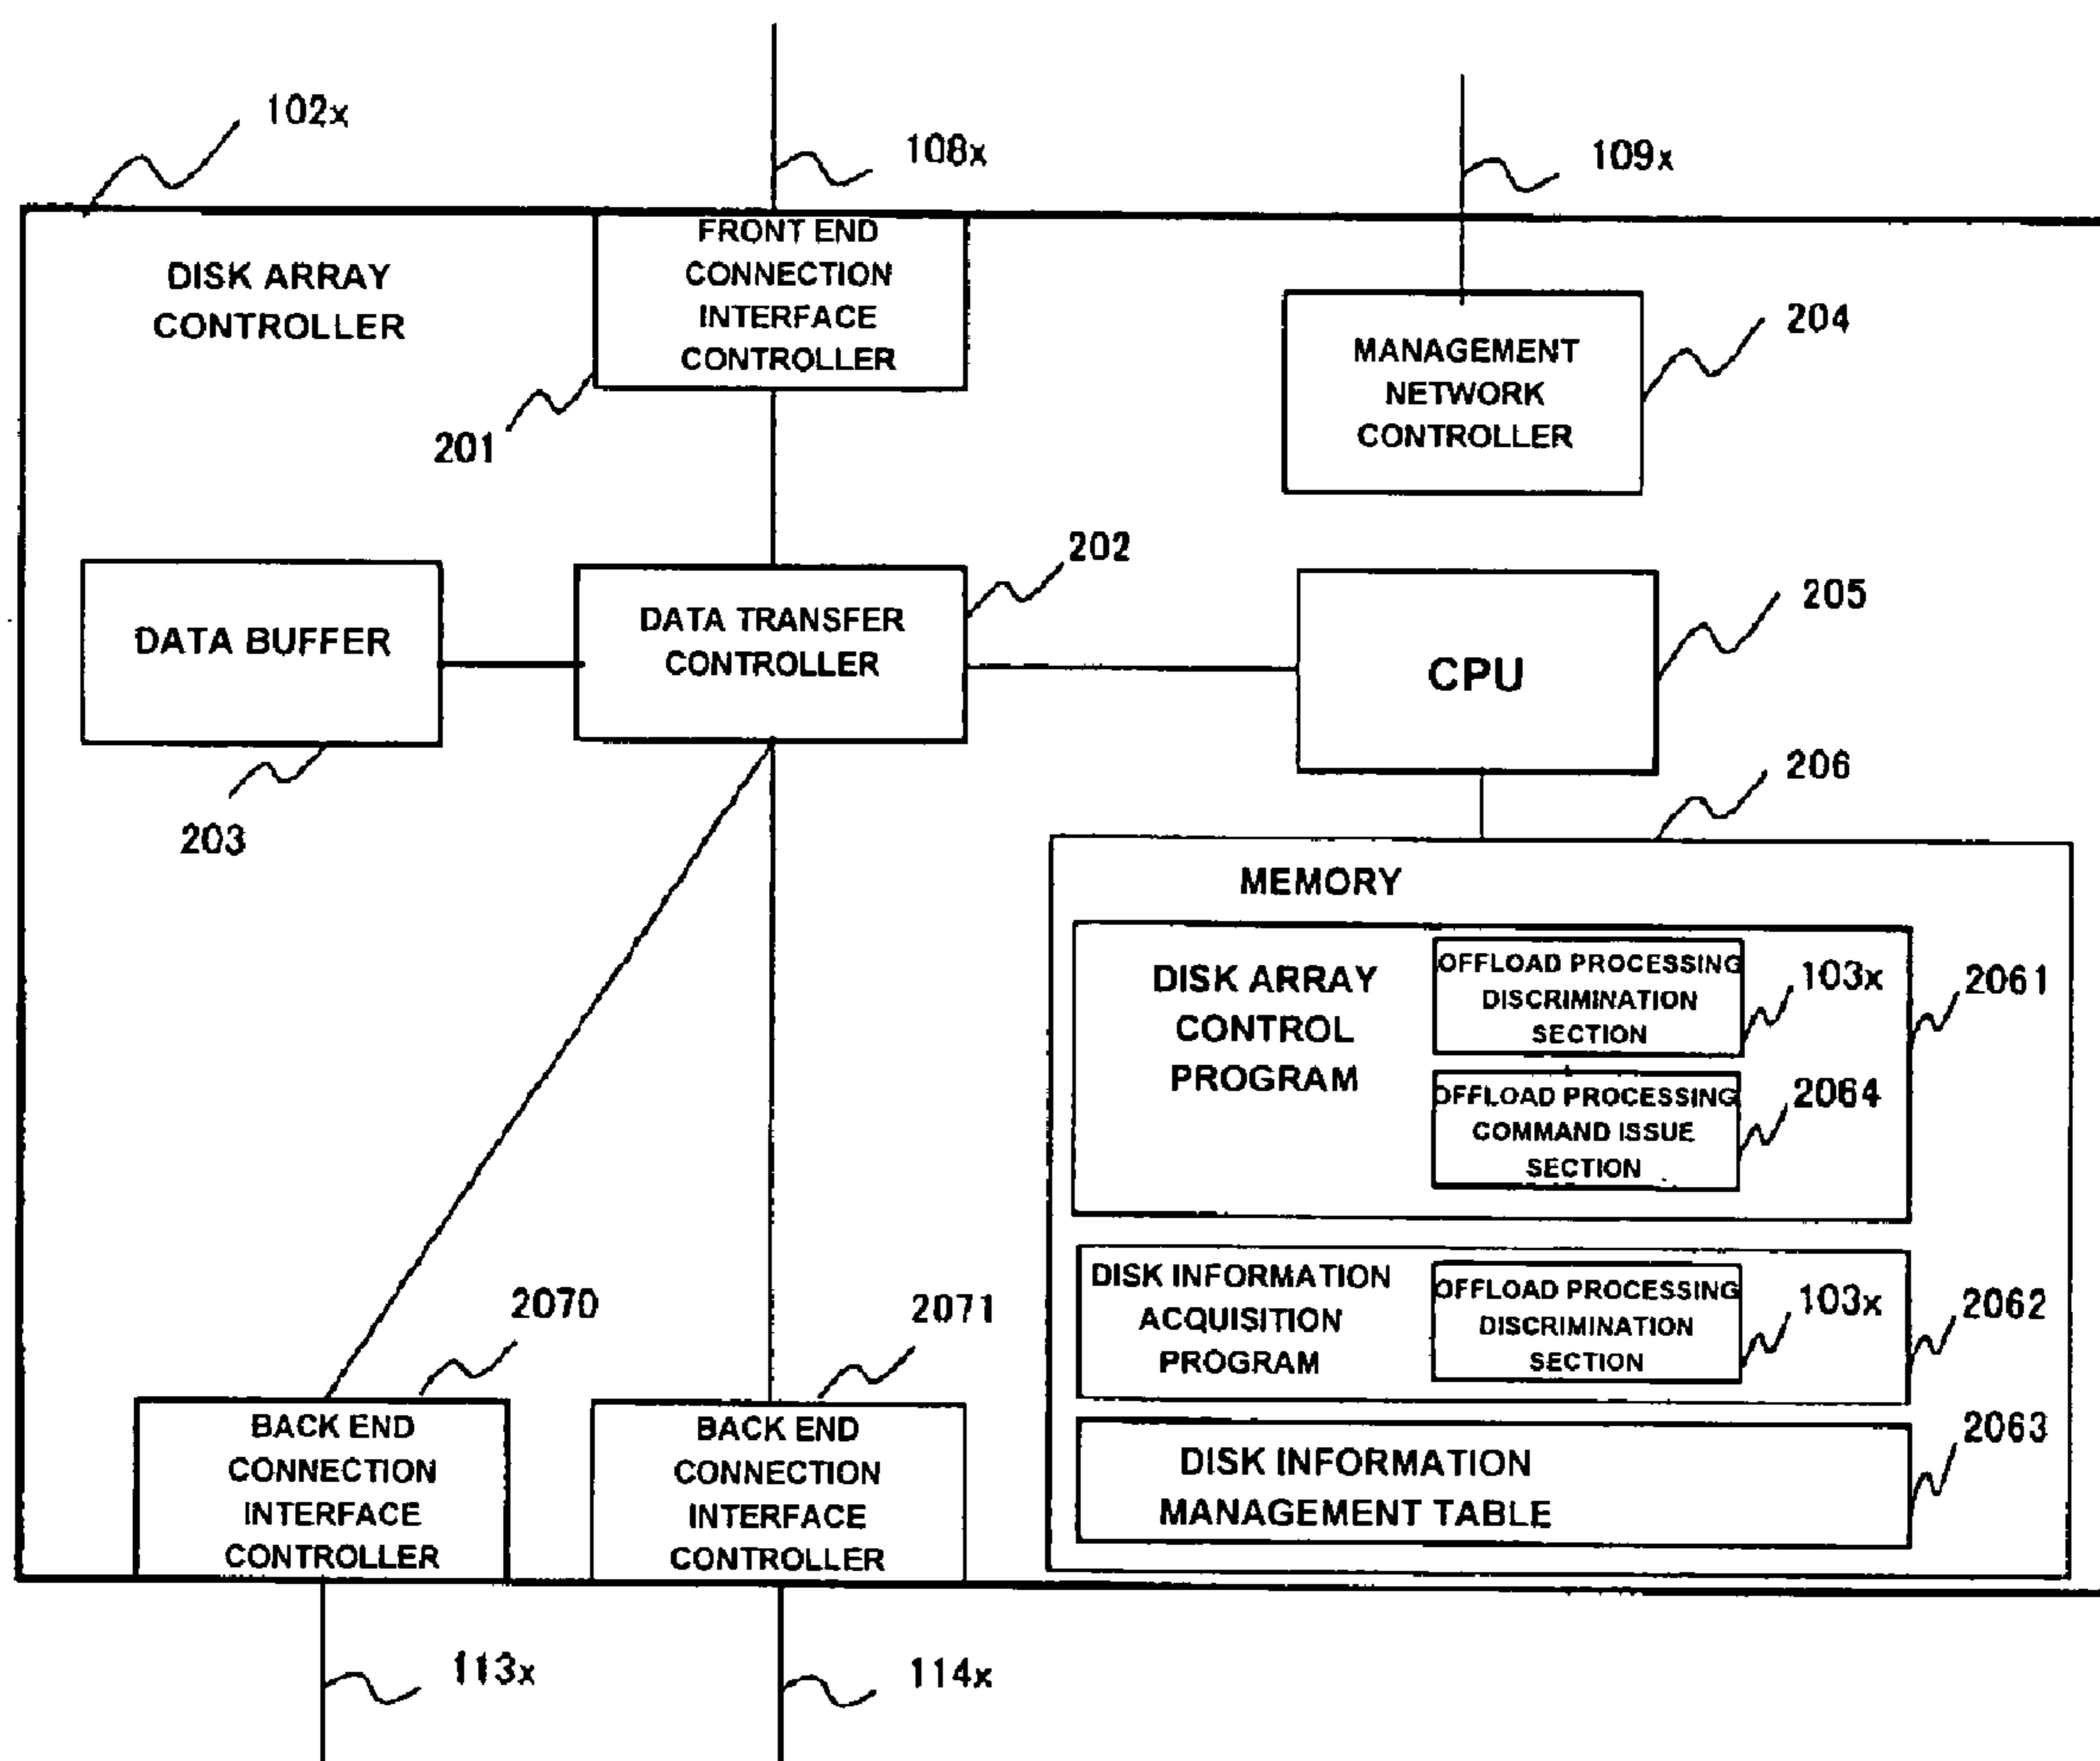 102x
108x
109x
DISK ARRAY
CONTROLLER
FRONT END
CONNECTION
INTERFACE
CONTROLLER
201
MANAGEMENT
NETWORK
CONTROLLER
204
DATA BUFFER
203
DATA TRANSFER
CONTROLLER
202
CPU
205
206
MEMORY
DISK ARRAY
CONTROL
PROGRAM
OFFLOAD PROCESSING
DISCRIMINATION
SECTION
103x
2061
OFFLOAD PROCESSING
COMMAND ISSUE
SECTION
2064
DISK INFORMATION
ACQUISITION
PROGRAM
OFFLOAD PROCESSING
DISCRIMINATION
SECTION
103x
2062
DISK INFORMATION
MANAGEMENT TABLE
2063
2070
BACK END
CONNECTION
INTERFACE
CONTROLLER
2071
BACK END
CONNECTION
INTERFACE
CONTROLLER
113x
114x